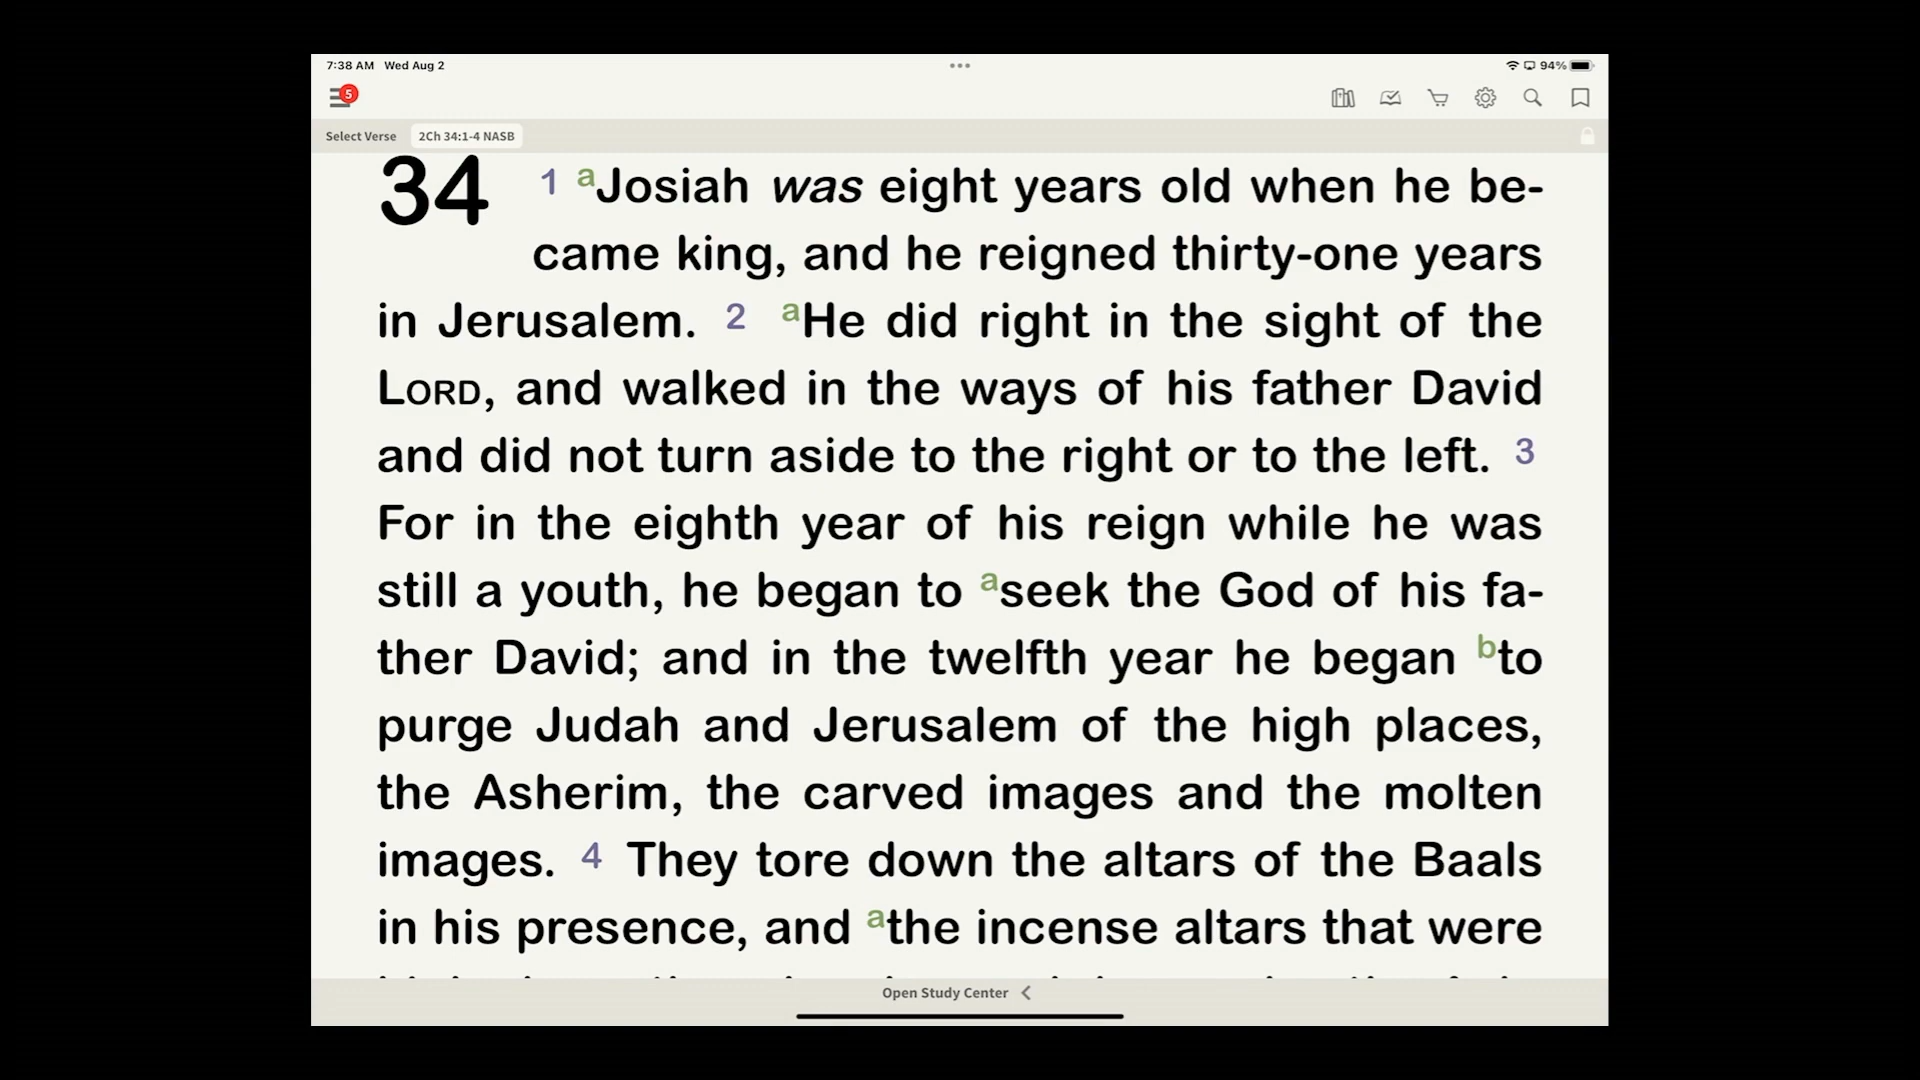 7:38 AM Wed Aug 2
94%
5
Select Verse 2Ch 34:1-4 NASB
34 1 aJosiah was eight years old when he be-
came king, and he reigned thirty-one years
in Jerusalem. 2 aHe did right in the sight of the
LORD, and walked in the ways of his father David
and did not turn aside to the right or to the left. 3
For in the eighth year of his reign while he was
still a youth, he began to aseek the God of his fa-
ther David; and in the twelfth year he began bto
purge Judah and Jerusalem of the high places,
the Asherim, the carved images and the molten
images. 4 They tore down the altars of the Baals
in his presence, and athe incense altars that were
Open Study Center